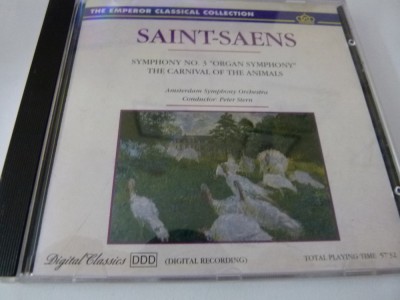 THE EMPEROR CLASSICAL COLLECTION
SAINT-SAENS
SYMPHONY NO. 3 "ORGAN SYMPHONY"
THE CARNIVAL OF THE ANIMALS
Amsterdam Symphony Orchestra
Conductor: Peter Stern
Digital Classics DDD (DIGITAL RECORDING) TOTAL PLAYING TIME